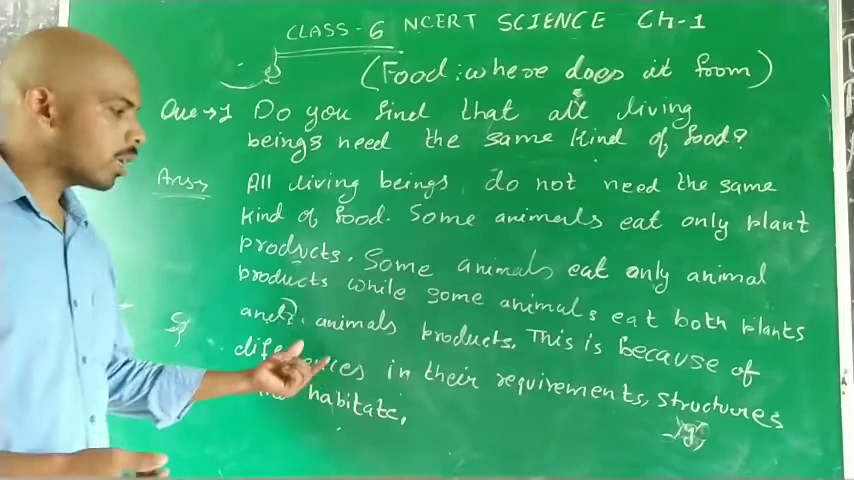 CLASS - 6 NCERT SCIENCE Ch-1
(Food : where does it from)
Que → 1 Do you find that all living
beings need the same kind of food?
Ans All living beings do not need the same
kind of food. Some animals eat only plant
products. Some animals eat only animal
products while some animals eat both plants
and animals products. This is because of
in their requirements, structures
habitate.